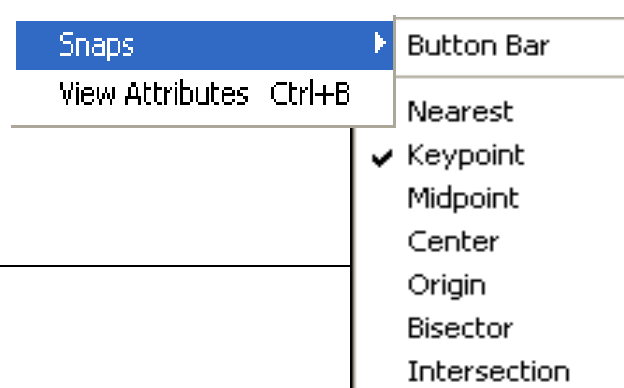 Snaps
View Attributes Ctrl+B
Button Bar
Nearest
Keypoint
Midpoint
Center
Origin
Bisector
Intersection